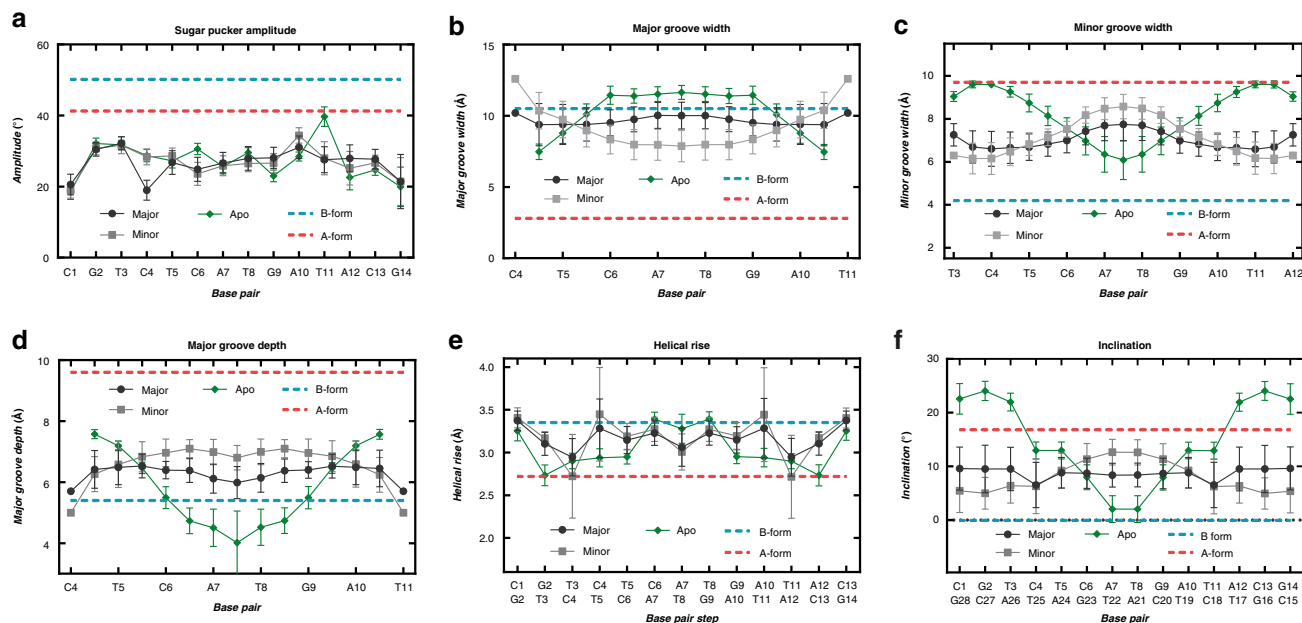 a
Sugar pucker amplitude
60
40
20
0
Amplitude (°)
Major
Minor
Apo
B-form
A-form
C1 G2 T3 C4 T5 C6 A7 T8 G9 A10 T11 A12 C13 G14
Base pair
b
Major groove width
15
10
5
0
Major groove width (Å)
Major
Minor
Apo
B-form
A-form
C4 T5 C6 A7 T8 G9 A10 T11
Base pair
c
Minor groove width
10
8
6
4
2
Minor groove width (Å)
Major
Minor
Apo
B-form
A-form
T3 C4 T5 C6 A7 T8 G9 A10 T11 A12
Base pair
d
Major groove depth
10
8
6
4
Major groove depth (Å)
Major
Minor
Apo
B-form
A-form
C4 T5 C6 A7 T8 G9 A10 T11
Base pair
e
Helical rise
4.0
3.5
3.0
2.5
2.0
Helical rise (Å)
Major
Minor
Apo
B-form
A-form
C1 G2 T3 C4 T5 C6 A7 T8 G9 A10 T11 A12 C13
G2 T3 C4 T5 C6 A7 T8 G9 A10 T11 A12 C13 G14
Base pair step
f
Inclination
30
20
10
0
Inclination (°)
Major
Minor
Apo
B form
A-form
C1 G2 T3 C4 T5 C6 A7 T8 G9 A10 T11 A12 C13 G14
G28 C27 A26 T25 A24 G23 T22 A21 C20 T19 C18 T17 G16 C15
Base pair